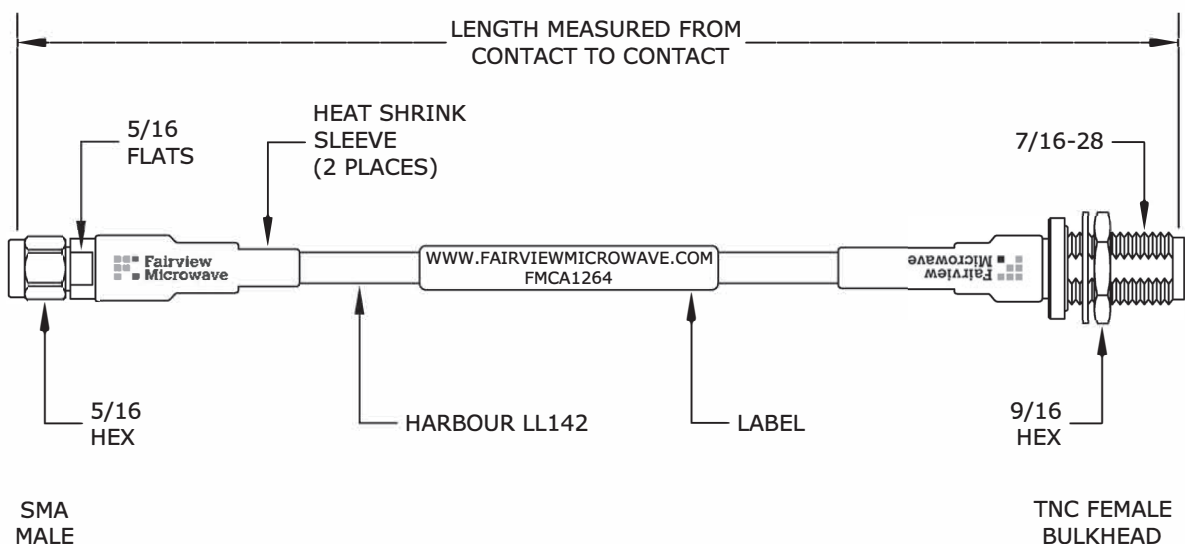 LENGTH MEASURED FROM
CONTACT TO CONTACT
5/16
FLATS
HEAT SHRINK
SLEEVE
(2 PLACES)
7/16-28
Fairview
Microwave
WWW.FAIRVIEWMICROWAVE.COM
FMCA1264
Fairview
Microwave
5/16
HEX
HARBOUR LL142
LABEL
9/16
HEX
SMA
MALE
TNC FEMALE
BULKHEAD